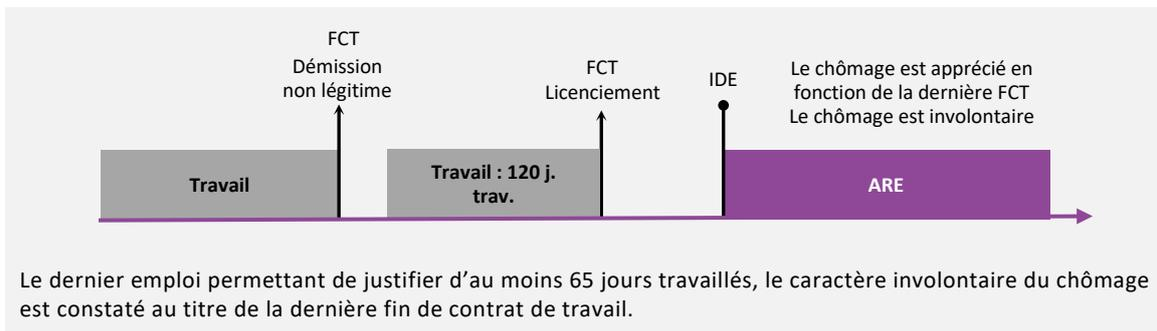 FCT
Démission
non légitime
FCT
Licenciement
IDE
Le chômage est apprécié en
fonction de la dernière FCT
Le chômage est involontaire
Travail
Travail : 120 j.
trav.
ARE
Le dernier emploi permettant de justifier d’au moins 65 jours travaillés, le caractère involontaire du chômage
est constaté au titre de la dernière fin de contrat de travail.